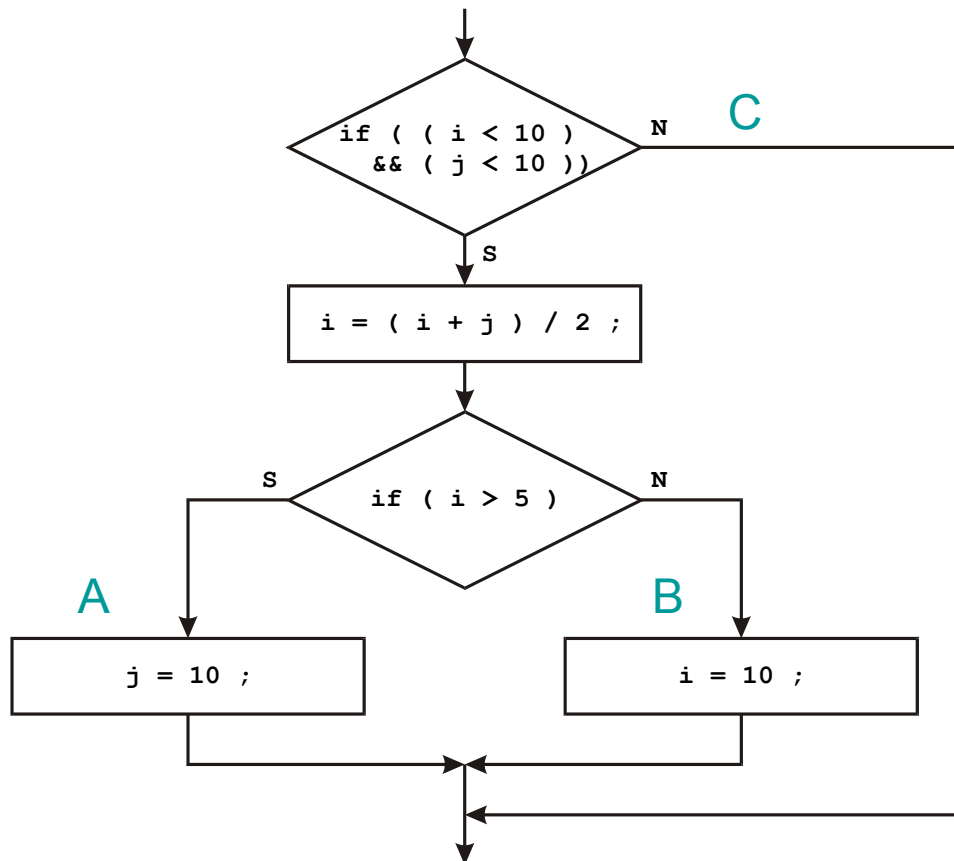 if ( ( i < 10 )
&& ( j < 10 ))
N
C
S
i = ( i + j ) / 2 ;
S
if ( i > 5 )
N
A
B
j = 10 ;
i = 10 ;